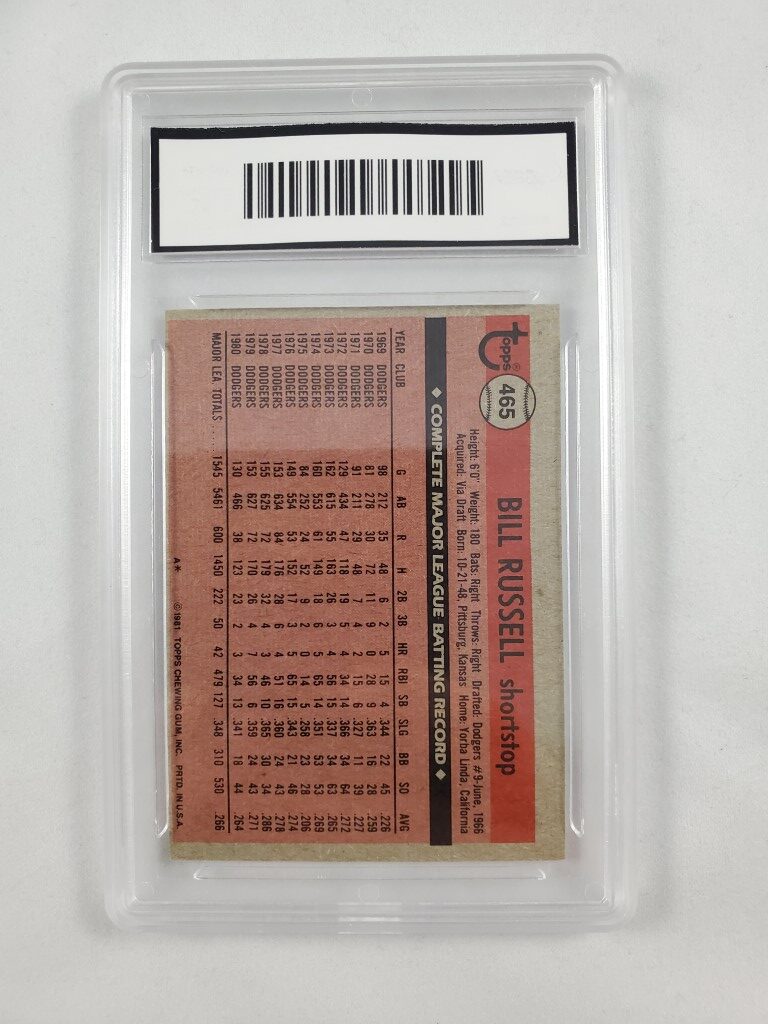 topps® 465 BILL RUSSELL shortstop
Height: 6'0" Weight: 180 Bats: Right Throws: Right Drafted: Dodgers #9-June, 1966
Acquired: Via Draft Born: 10-21-48, Pittsburg, Kansas Home: Yorba Linda, California
◆ COMPLETE MAJOR LEAGUE BATTING RECORD ◆
YEAR CLUB G AB R H 2B 3B HR RBI SB SLG BB SO AVG
1969 DODGERS 98 212 35 48 6 2 5 15 4 .344 22 45 .226
1970 DODGERS 81 278 30 72 11 9 0 28 9 .363 16 28 .259
1971 DODGERS 91 211 29 48 7 4 2 15 6 .327 11 39 .227
1972 DODGERS 129 434 47 118 19 5 4 34 14 .366 34 64 .272
1973 DODGERS 162 615 55 163 26 3 4 56 15 .337 34 63 .265
1974 DODGERS 160 553 61 149 18 6 5 65 14 .351 53 53 .269
1975 DODGERS 84 252 24 52 9 2 0 14 5 .258 23 28 .206
1976 DODGERS 149 554 53 152 17 3 5 65 15 .343 21 46 .274
1977 DODGERS 153 634 84 176 28 6 4 51 16 .360 24 43 .278
1978 DODGERS 155 625 72 179 32 4 3 46 10 .365 30 34 .286
1979 DODGERS 153 627 72 170 26 4 7 56 6 .359 24 43 .271
1980 DODGERS 130 466 38 123 23 2 3 34 13 .341 18 44 .264
MAJOR LEA. TOTALS .... 1545 5461 600 1450 222 50 42 479 127 .348 310 530 .266
A* ©1981 TOPPS CHEWING GUM, INC. PRTD. IN U.S.A.